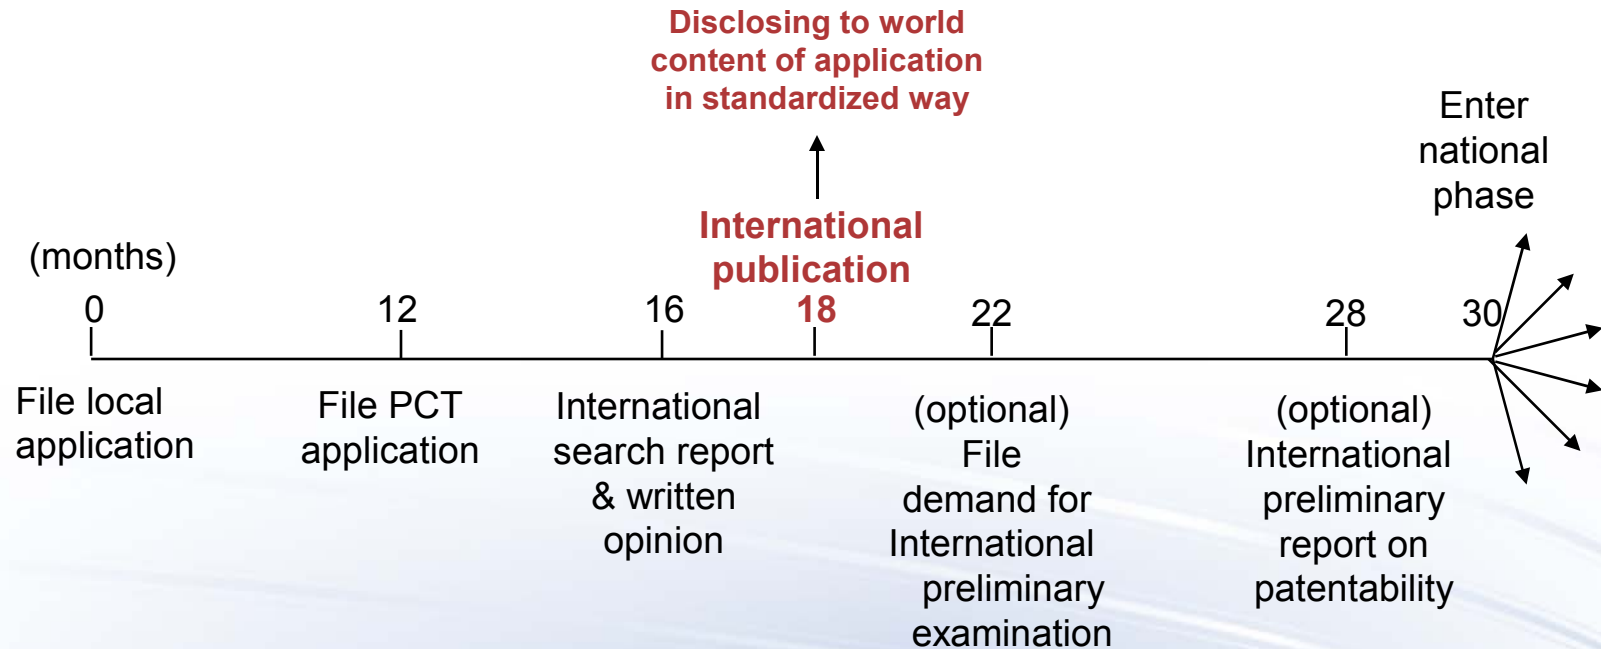 Disclosing to world
content of application
in standardized way
Enter
national
phase
International
publication
(months)
0
12
16
18
22
28
30
File local
application
File PCT
application
International
search report
& written
opinion
(optional)
File
demand for
International
preliminary
examination
(optional)
International
preliminary
report on
patentability